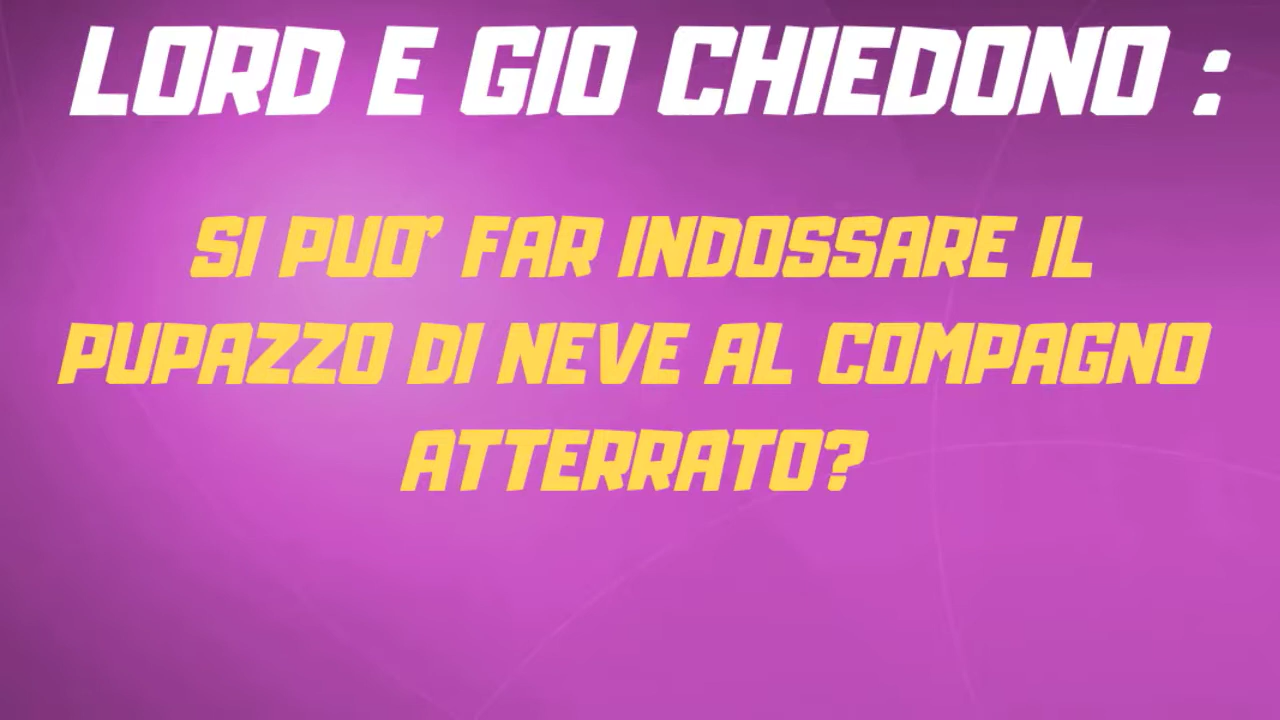 LORD E GIO CHIEDONO :
SI PUO' FAR INDOSSARE IL
PUPAZZO DI NEVE AL COMPAGNO
ATTERRATO?